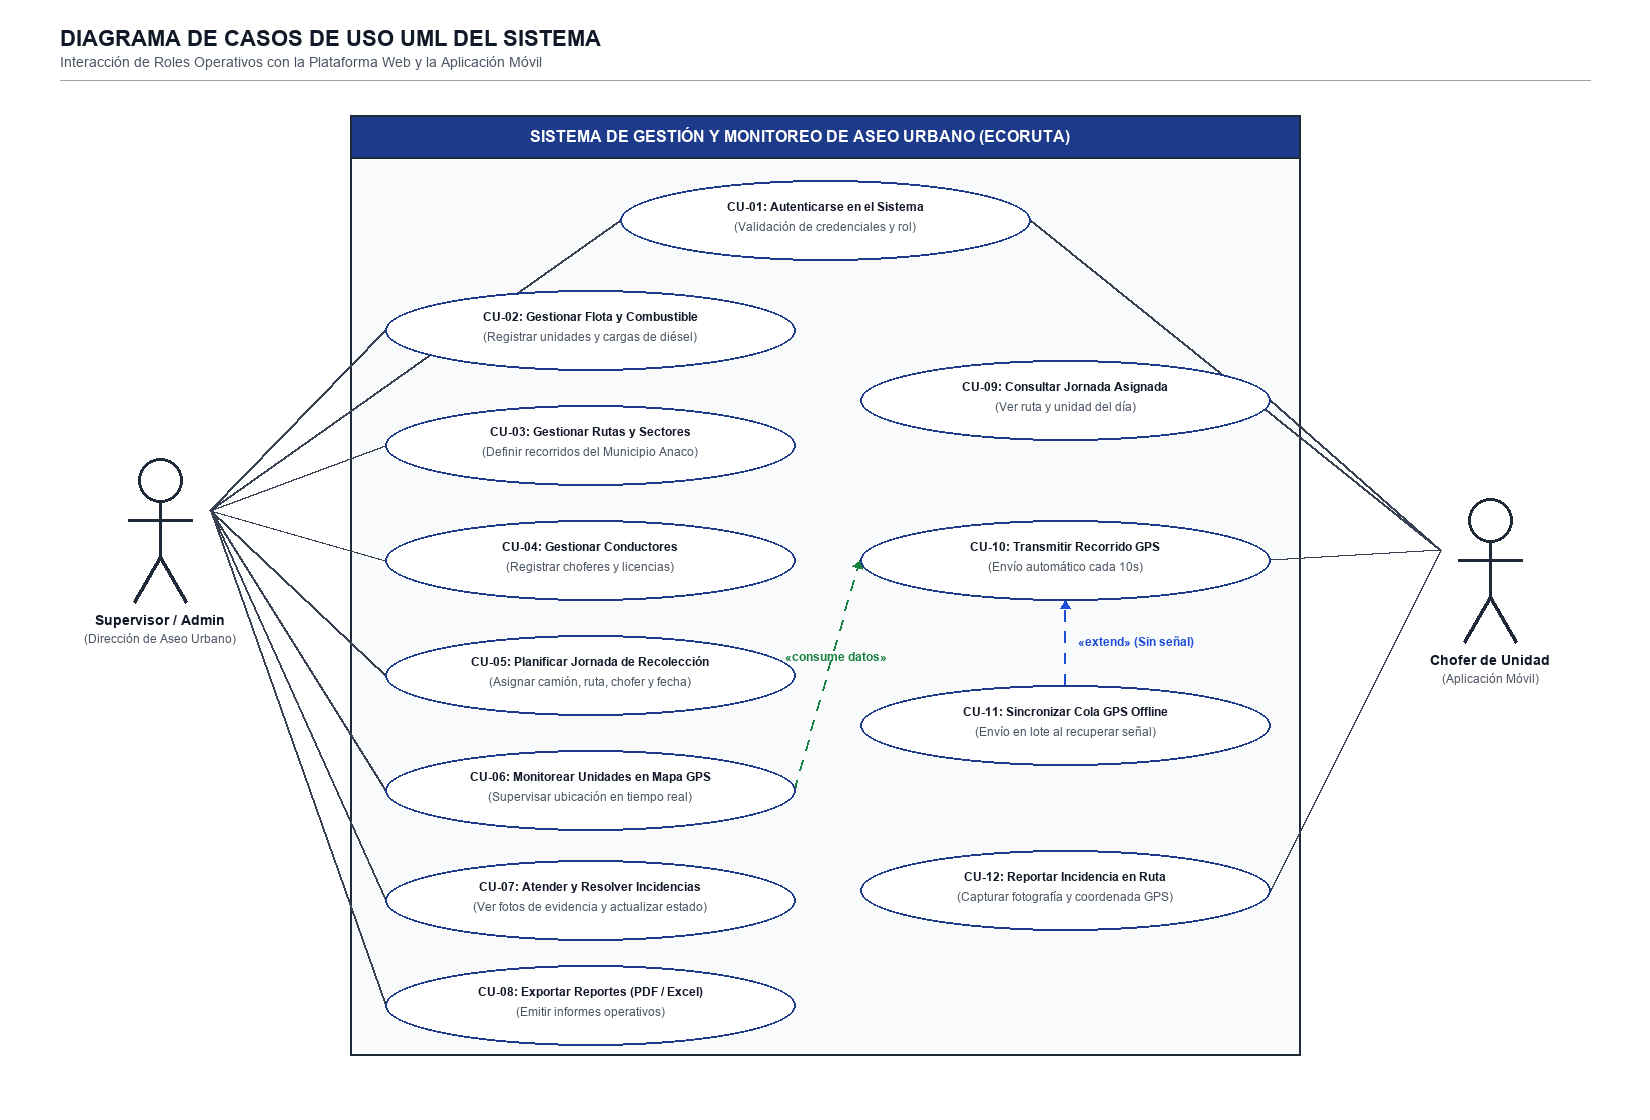 DIAGRAMA DE CASOS DE USO UML DEL SISTEMA
Interacción de Roles Operativos con la Plataforma Web y la Aplicación Móvil
SISTEMA DE GESTIÓN Y MONITOREO DE ASEO URBANO (ECORUTA)
CU-01: Autenticarse en el Sistema
(Validación de credenciales y rol)
CU-02: Gestionar Flota y Combustible
(Registrar unidades y cargas de diésel)
CU-03: Gestionar Rutas y Sectores
(Definir recorridos del Municipio Anaco)
CU-04: Gestionar Conductores
(Registrar choferes y licencias)
CU-05: Planificar Jornada de Recolección
(Asignar camión, ruta, chofer y fecha)
CU-06: Monitorear Unidades en Mapa GPS
(Supervisar ubicación en tiempo real)
CU-07: Atender y Resolver Incidencias
(Ver fotos de evidencia y actualizar estado)
CU-08: Exportar Reportes (PDF / Excel)
(Emitir informes operativos)
CU-09: Consultar Jornada Asignada
(Ver ruta y unidad del día)
CU-10: Transmitir Recorrido GPS
(Envío automático cada 10s)
«extend» (Sin señal)
«consume datos»
CU-11: Sincronizar Cola GPS Offline
(Envío en lote al recuperar señal)
CU-12: Reportar Incidencia en Ruta
(Capturar fotografía y coordenada GPS)
Supervisor / Admin
(Dirección de Aseo Urbano)
Chofer de Unidad
(Aplicación Móvil)